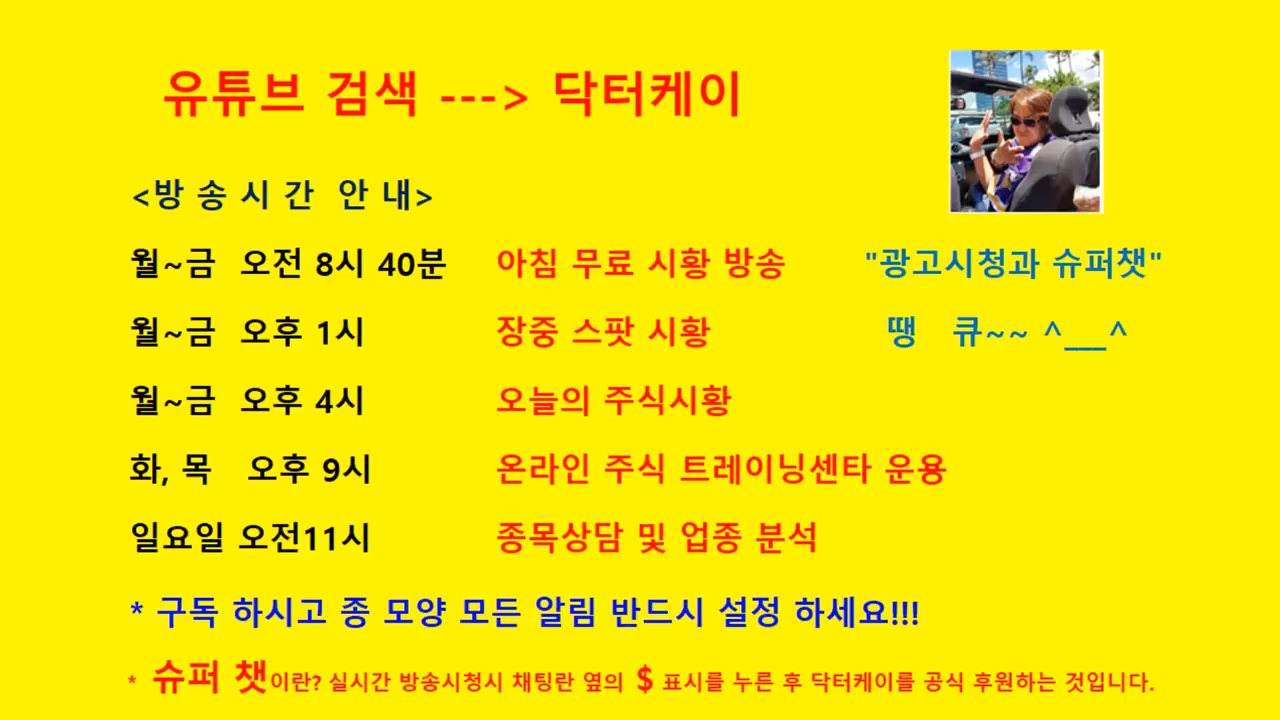 유튜브 검색 ---> 닥터케이
<방 송 시 간 안 내>
월~금 오전 8시 40분 아침 무료 시황 방송 "광고시청과 슈퍼챗"
월~금 오후 1시 장중 스팟 시황 땡 큐~~ ^___^
월~금 오후 4시 오늘의 주식시황
화, 목 오후 9시 온라인 주식 트레이닝센타 운용
일요일 오전11시 종목상담 및 업종 분석
* 구독 하시고 종 모양 모든 알림 반드시 설정 하세요!!!
* 슈퍼 챗이란? 실시간 방송시청시 채팅란 옆의 $ 표시를 누른 후 닥터케이를 공식 후원하는 것입니다.